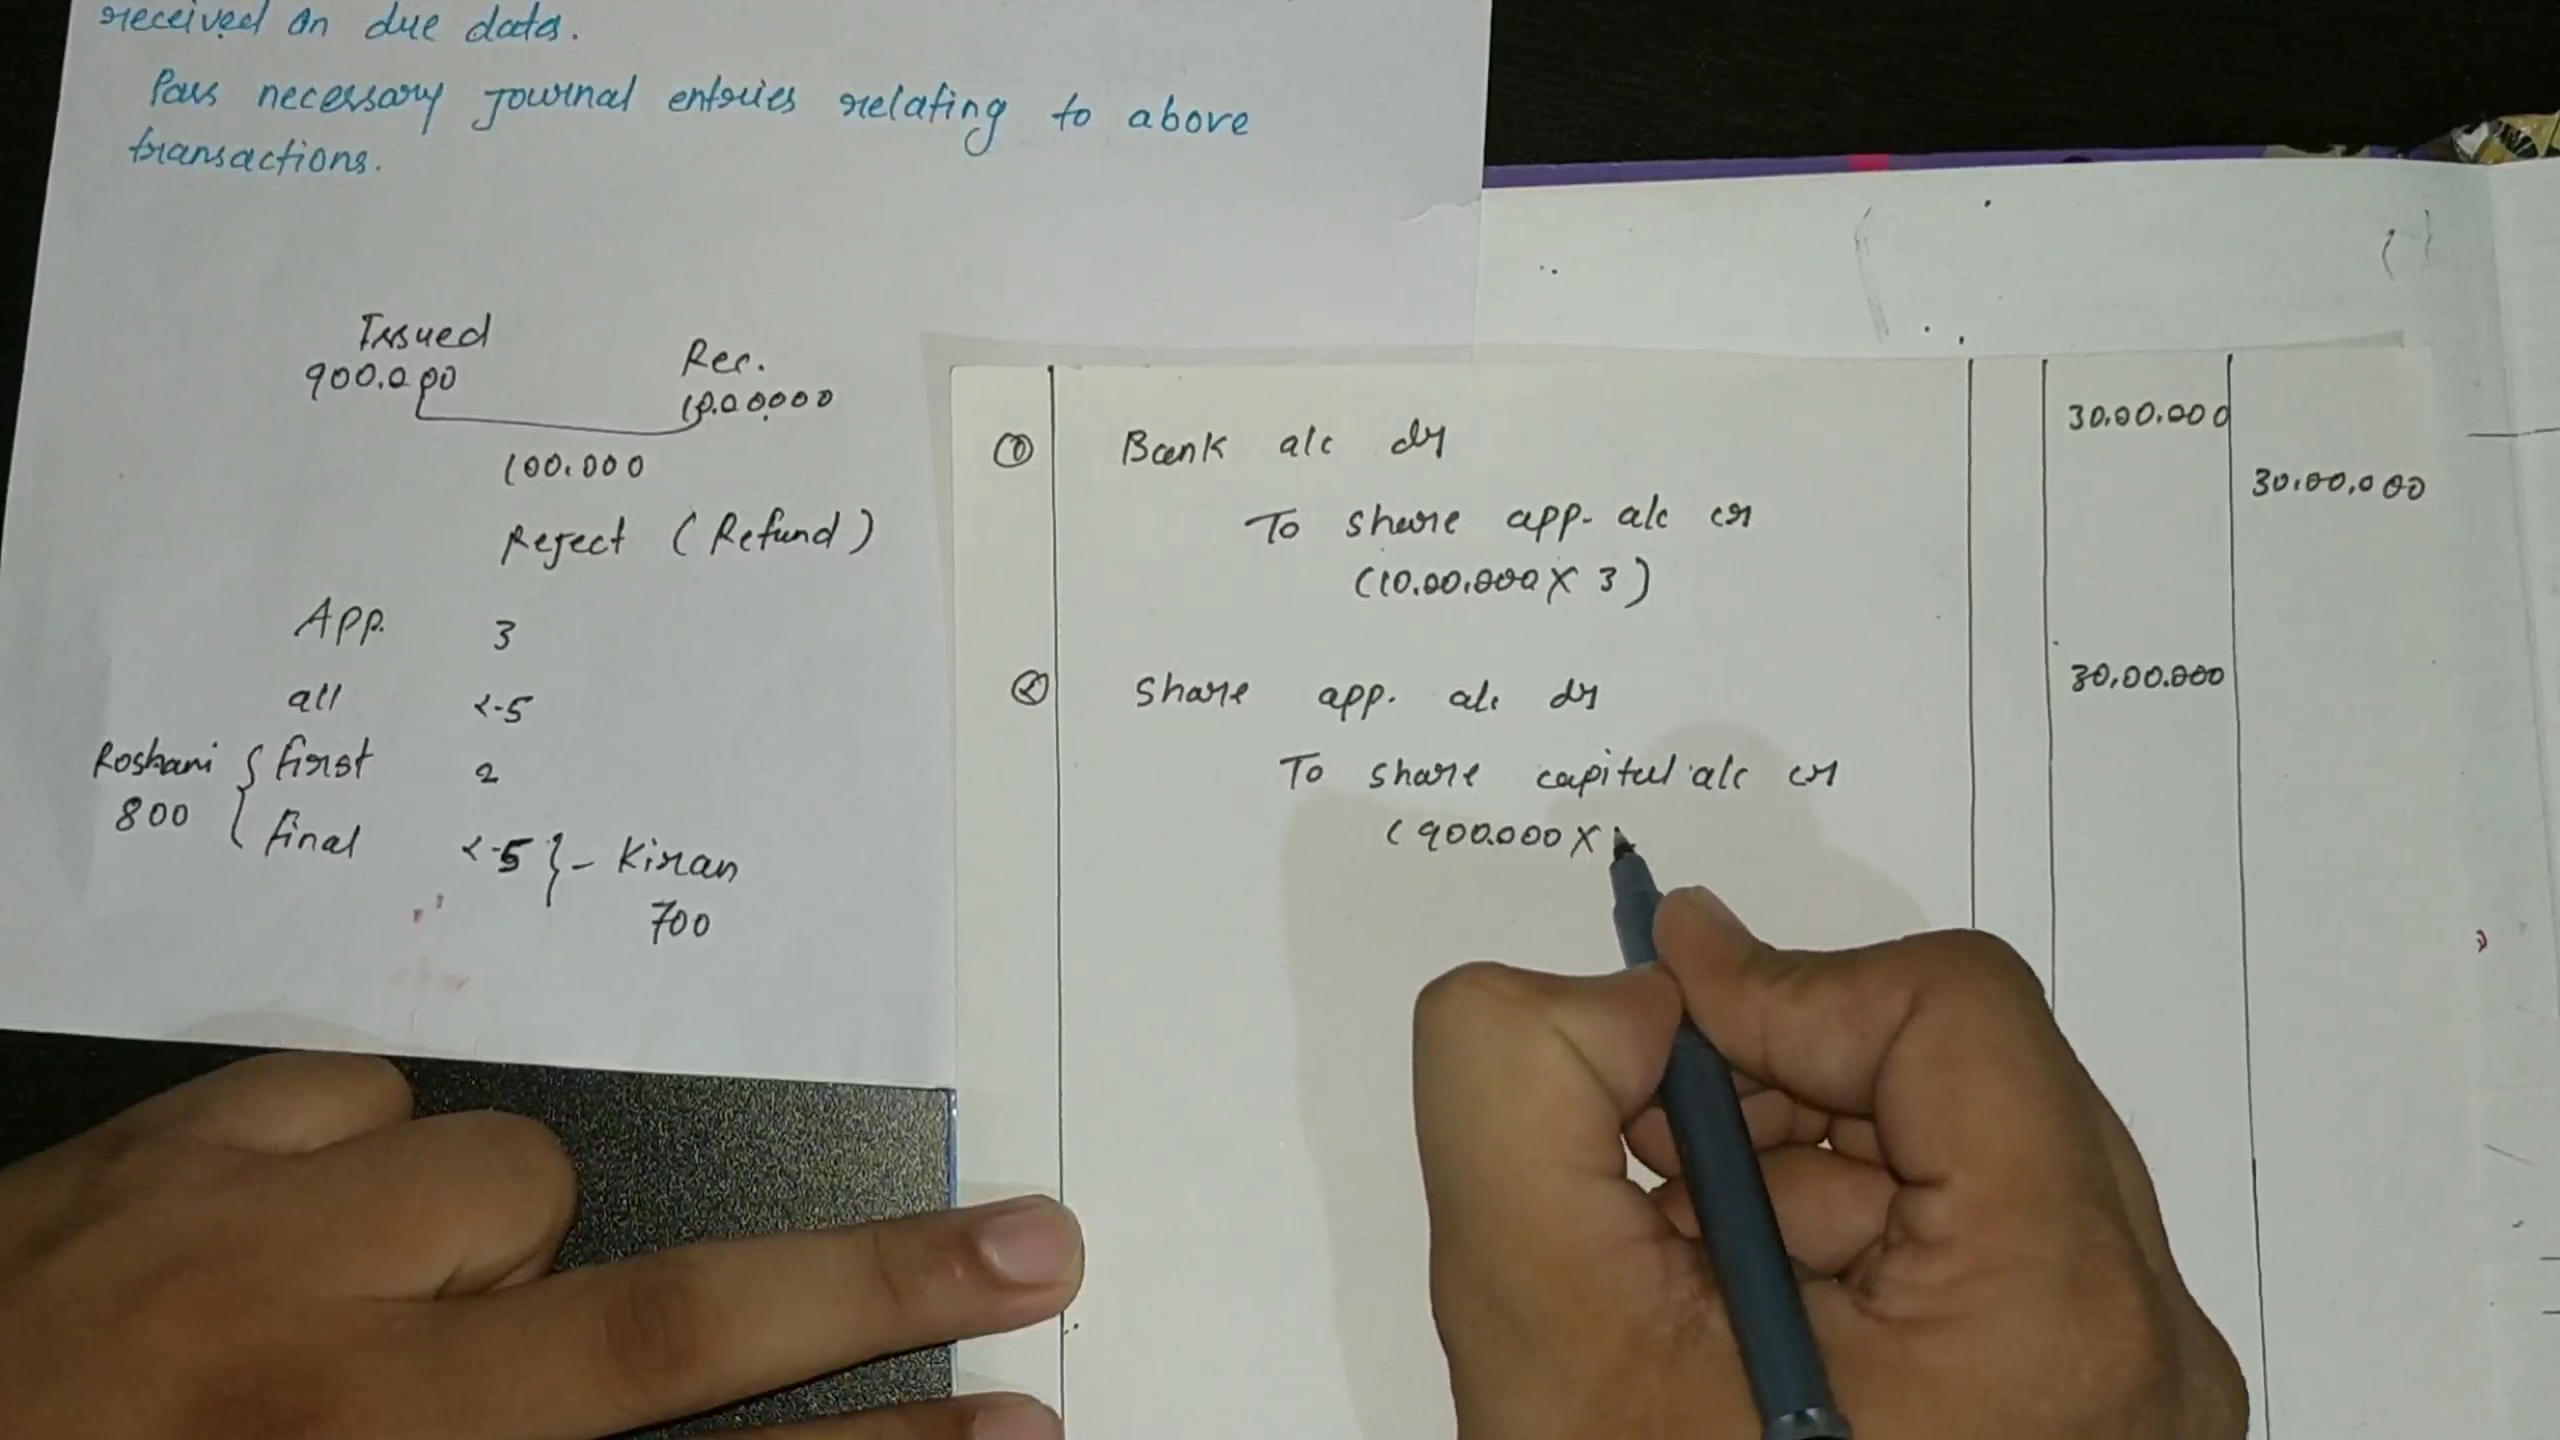 received on due dates.
Pass necessary Journal entries relating to above
transactions.
Issued
900.000
Rec.
10.00.000
100.000
Reject (Refund)
App. 3
all 2.5
Roshani { first 2
800 final 2.5 } - Kiran
700
① Bank a/c dr 30,00,000
To share app. a/c cr 30,00,000
(10,00,000 X 3)
② Share app. a/c dr 30,00,000
To share capital a/c cr
(900.000 X